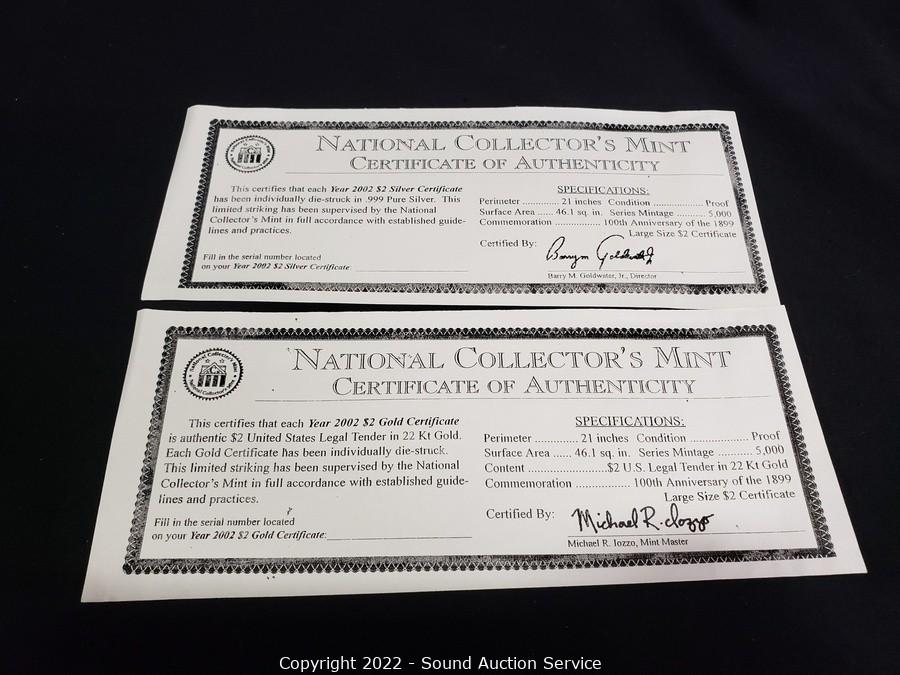 NATIONAL COLLECTOR'S MINT
CERTIFICATE OF AUTHENTICITY
This certifies that each Year 2002 $2 Silver Certificate
has been individually die-struck in .999 Pure Silver. This
limited striking has been supervised by the National
Collector's Mint in full accordance with established guide-
lines and practices.
Fill in the serial number located
on your Year 2002 $2 Silver Certificate:
SPECIFICATIONS:
Perimeter ............. 21 inches Condition .................. Proof
Surface Area ...... 46.1 sq. in. Series Mintage .......... 5,000
Commemoration ................ 100th Anniversary of the 1899
Large Size $2 Certificate
Certified By:
Barry M. Goldwater, Jr., Director
NATIONAL COLLECTOR'S MINT
CERTIFICATE OF AUTHENTICITY
National Collector's Mint
This certifies that each Year 2002 $2 Gold Certificate
is authentic $2 United States Legal Tender in 22 Kt Gold.
Each Gold Certificate has been individually die-struck.
This limited striking has been supervised by the National
Collector's Mint in full accordance with established guide-
lines and practices.
Fill in the serial number located
on your Year 2002 $2 Gold Certificate:
SPECIFICATIONS:
Perimeter ............. 21 inches Condition .................. Proof
Surface Area ...... 46.1 sq. in. Series Mintage .......... 5,000
Content ........................$2 U.S. Legal Tender in 22 Kt Gold
Commemoration ................ 100th Anniversary of the 1899
Large Size $2 Certificate
Certified By: Michael R. Iozzo
Michael R. Iozzo, Mint Master
Copyright 2022 - Sound Auction Service